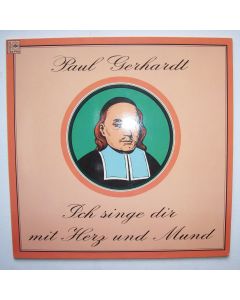 Paul Gerhardt
Ich singe dir
mit Herz und Mund